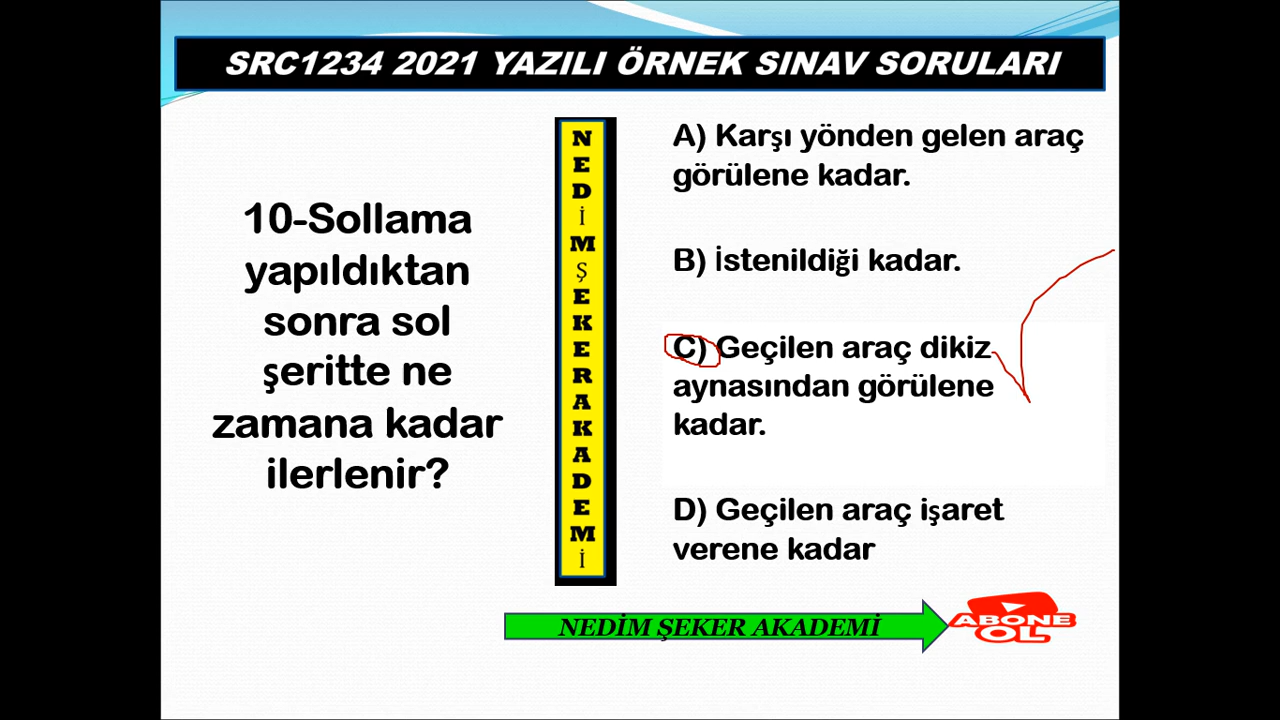 SRC1234 2021 YAZILI ÖRNEK SINAV SORULARI
10-Sollama
yapıldıktan
sonra sol
şeritte ne
zamana kadar
ilerlenir?
NEDİMŞEKERAKADEMİ
A) Karşı yönden gelen araç
görülene kadar.
B) İstenildiği kadar.
C) Geçilen araç dikiz
aynasından görülene
kadar.
D) Geçilen araç işaret
verene kadar
NEDİM ŞEKER AKADEMİ
ABONE
OL